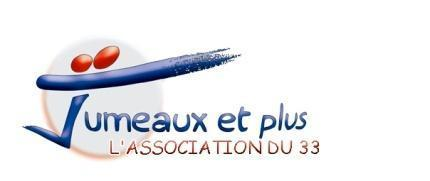 Jumeaux et plus
L'ASSOCIATION DU 33